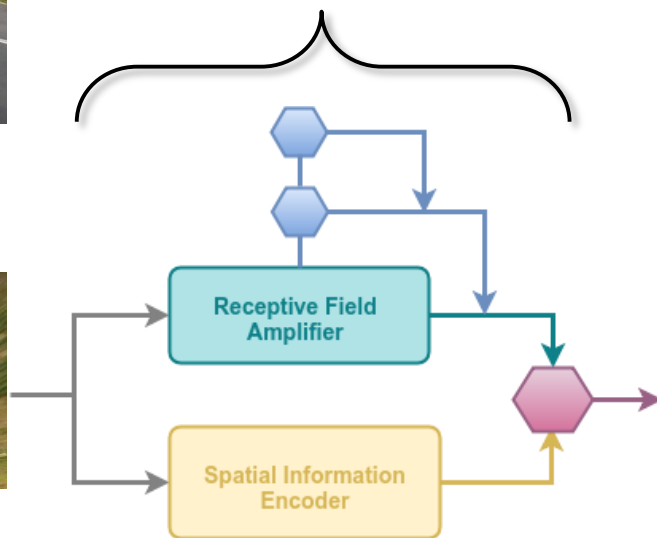 Receptive Field
Amplifier
Spatial Information
Encoder